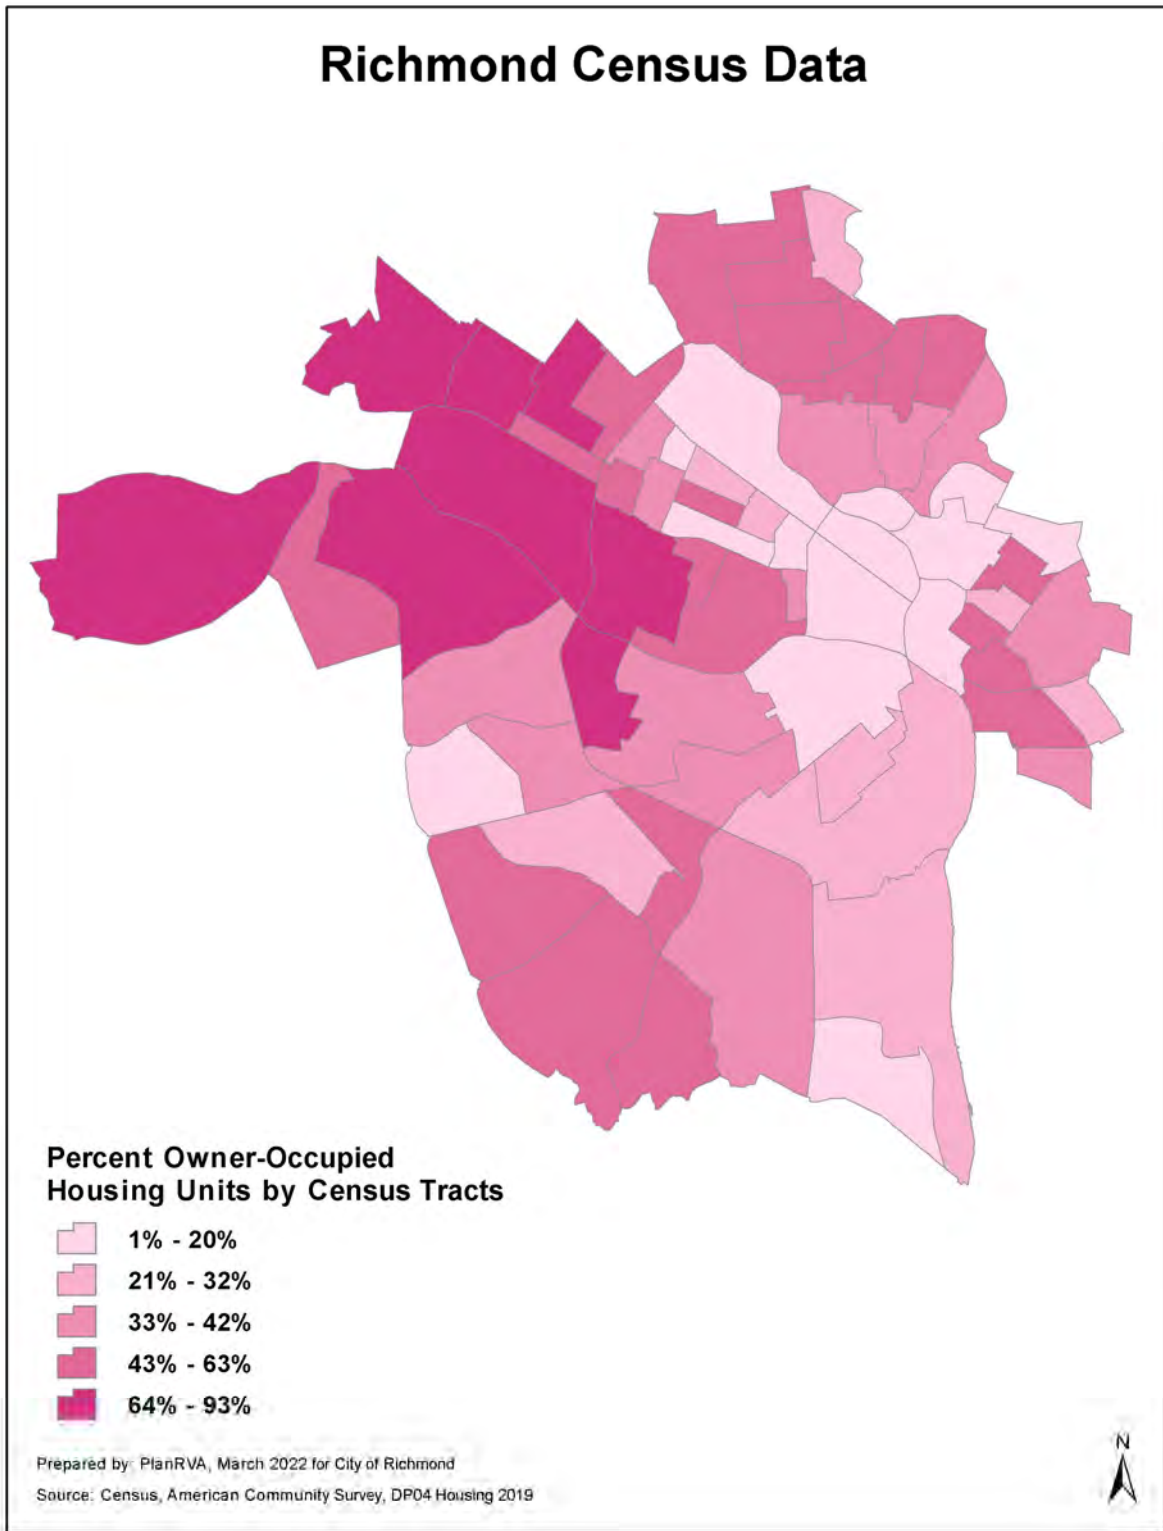 Richmond Census Data
Percent Owner-Occupied
Housing Units by Census Tracts
1% - 20%
21% - 32%
33% - 42%
43% - 63%
64% - 93%
Prepared by: PlanRVA, March 2022 for City of Richmond
Source: Census, American Community Survey, DP04 Housing 2019
N